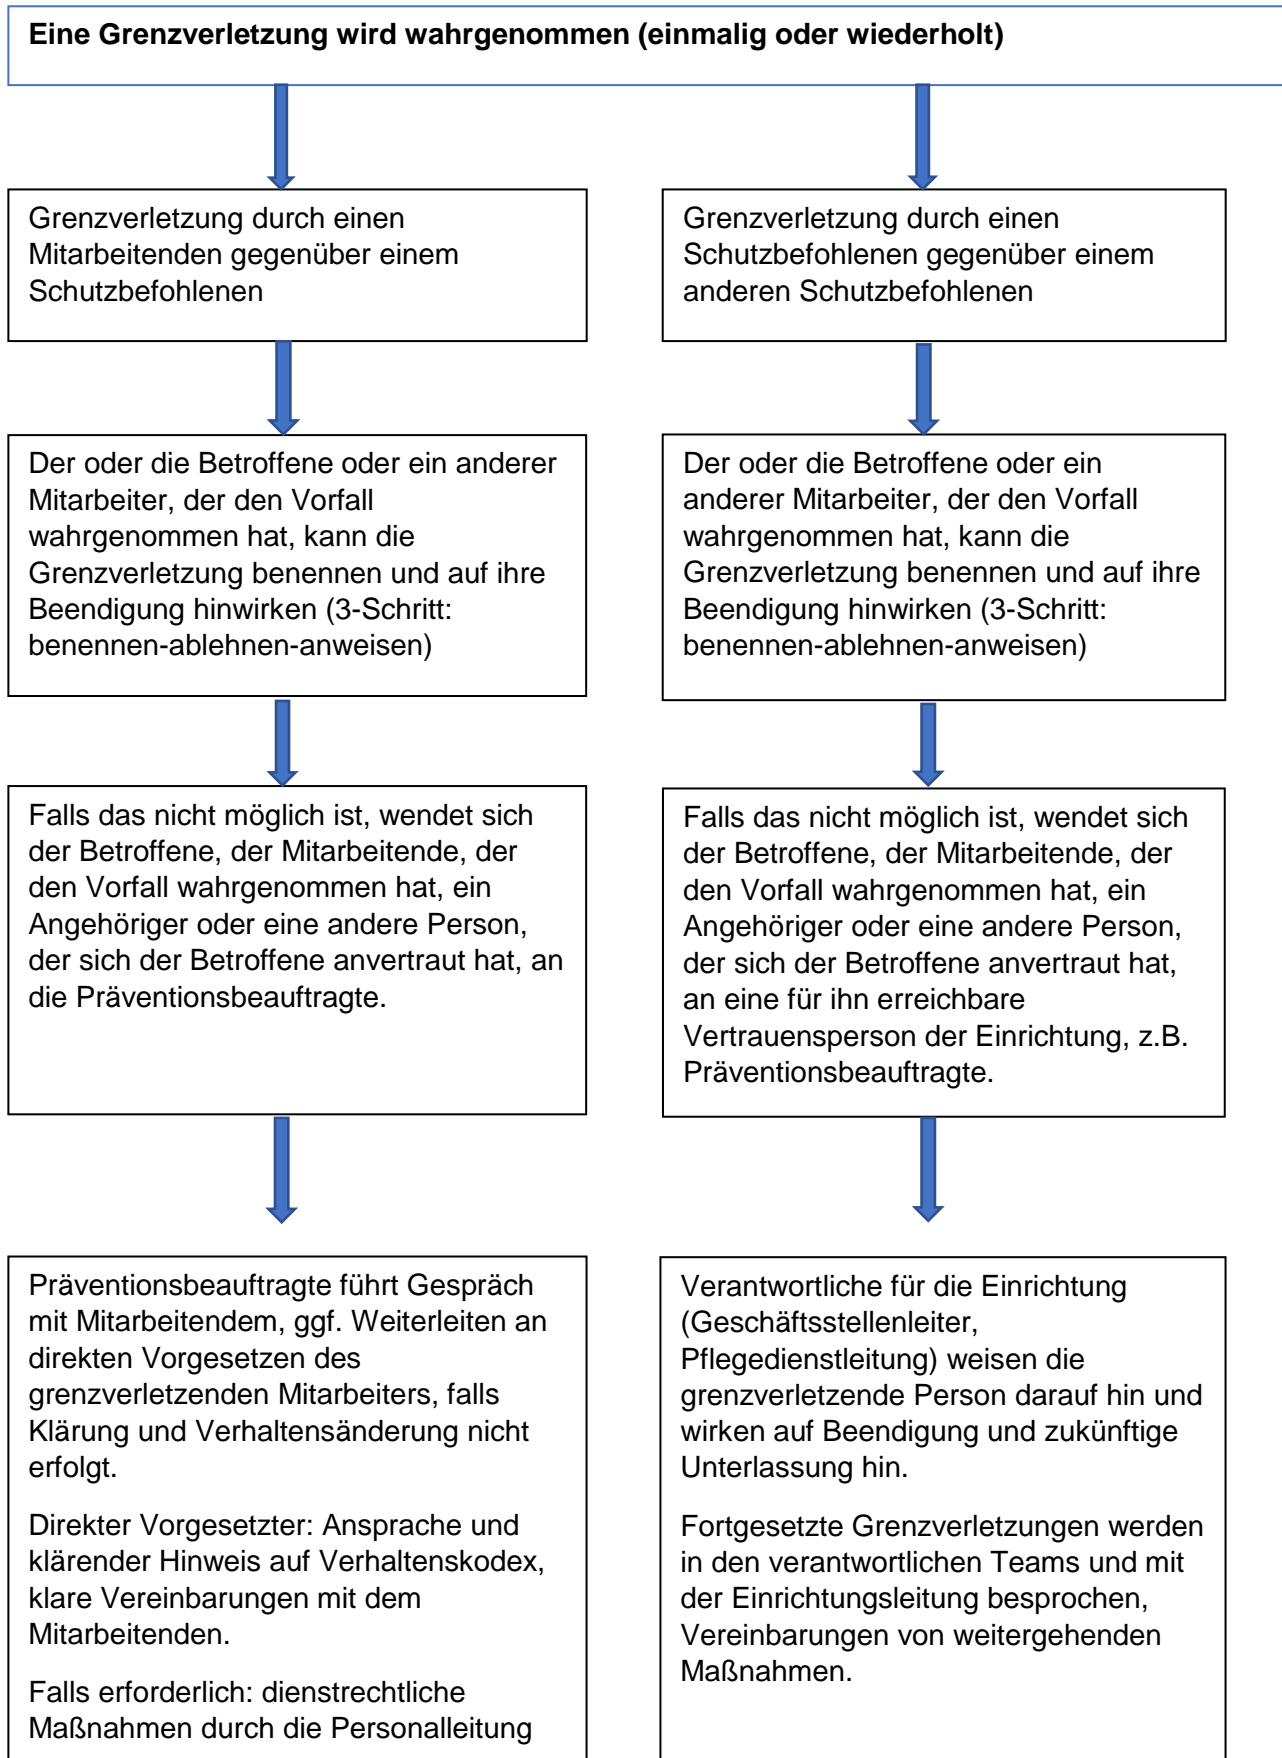 Eine Grenzverletzung wird wahrgenommen (einmalig oder wiederholt)
Grenzverletzung durch einen
Mitarbeitenden gegenüber einem
Schutzbefohlenen
Grenzverletzung durch einen
Schutzbefohlenen gegenüber einem
anderen Schutzbefohlenen
Der oder die Betroffene oder ein anderer
Mitarbeiter, der den Vorfall
wahrgenommen hat, kann die
Grenzverletzung benennen und auf ihre
Beendigung hinwirken (3-Schritt:
benennen-ablehnen-anweisen)
Der oder die Betroffene oder ein
anderer Mitarbeiter, der den Vorfall
wahrgenommen hat, kann die
Grenzverletzung benennen und auf ihre
Beendigung hinwirken (3-Schritt:
benennen-ablehnen-anweisen)
Falls das nicht möglich ist, wendet sich
der Betroffene, der Mitarbeitende, der
den Vorfall wahrgenommen hat, ein
Angehöriger oder eine andere Person,
der sich der Betroffene anvertraut hat, an
die Präventionsbeauftragte.
Falls das nicht möglich ist, wendet sich
der Betroffene, der Mitarbeitende, der
den Vorfall wahrgenommen hat, ein
Angehöriger oder eine andere Person,
der sich der Betroffene anvertraut hat,
an eine für ihn erreichbare
Vertrauensperson der Einrichtung, z.B.
Präventionsbeauftragte.
Präventionsbeauftragte führt Gespräch
mit Mitarbeitendem, ggf. Weiterleiten an
direkten Vorgesetzen des
grenzverletzenden Mitarbeiters, falls
Klärung und Verhaltensänderung nicht
erfolgt.
Direkter Vorgesetzter: Ansprache und
klärender Hinweis auf Verhaltenskodex,
klare Vereinbarungen mit dem
Mitarbeitenden.
Falls erforderlich: dienstrechtliche
Maßnahmen durch die Personalleitung
Verantwortliche für die Einrichtung
(Geschäftsstellenleiter,
Pflegedienstleitung) weisen die
grenzverletzende Person darauf hin und
wirken auf Beendigung und zukünftige
Unterlassung hin.
Fortgesetzte Grenzverletzungen werden
in den verantwortlichen Teams und mit
der Einrichtungsleitung besprochen,
Vereinbarungen von weitergehenden
Maßnahmen.